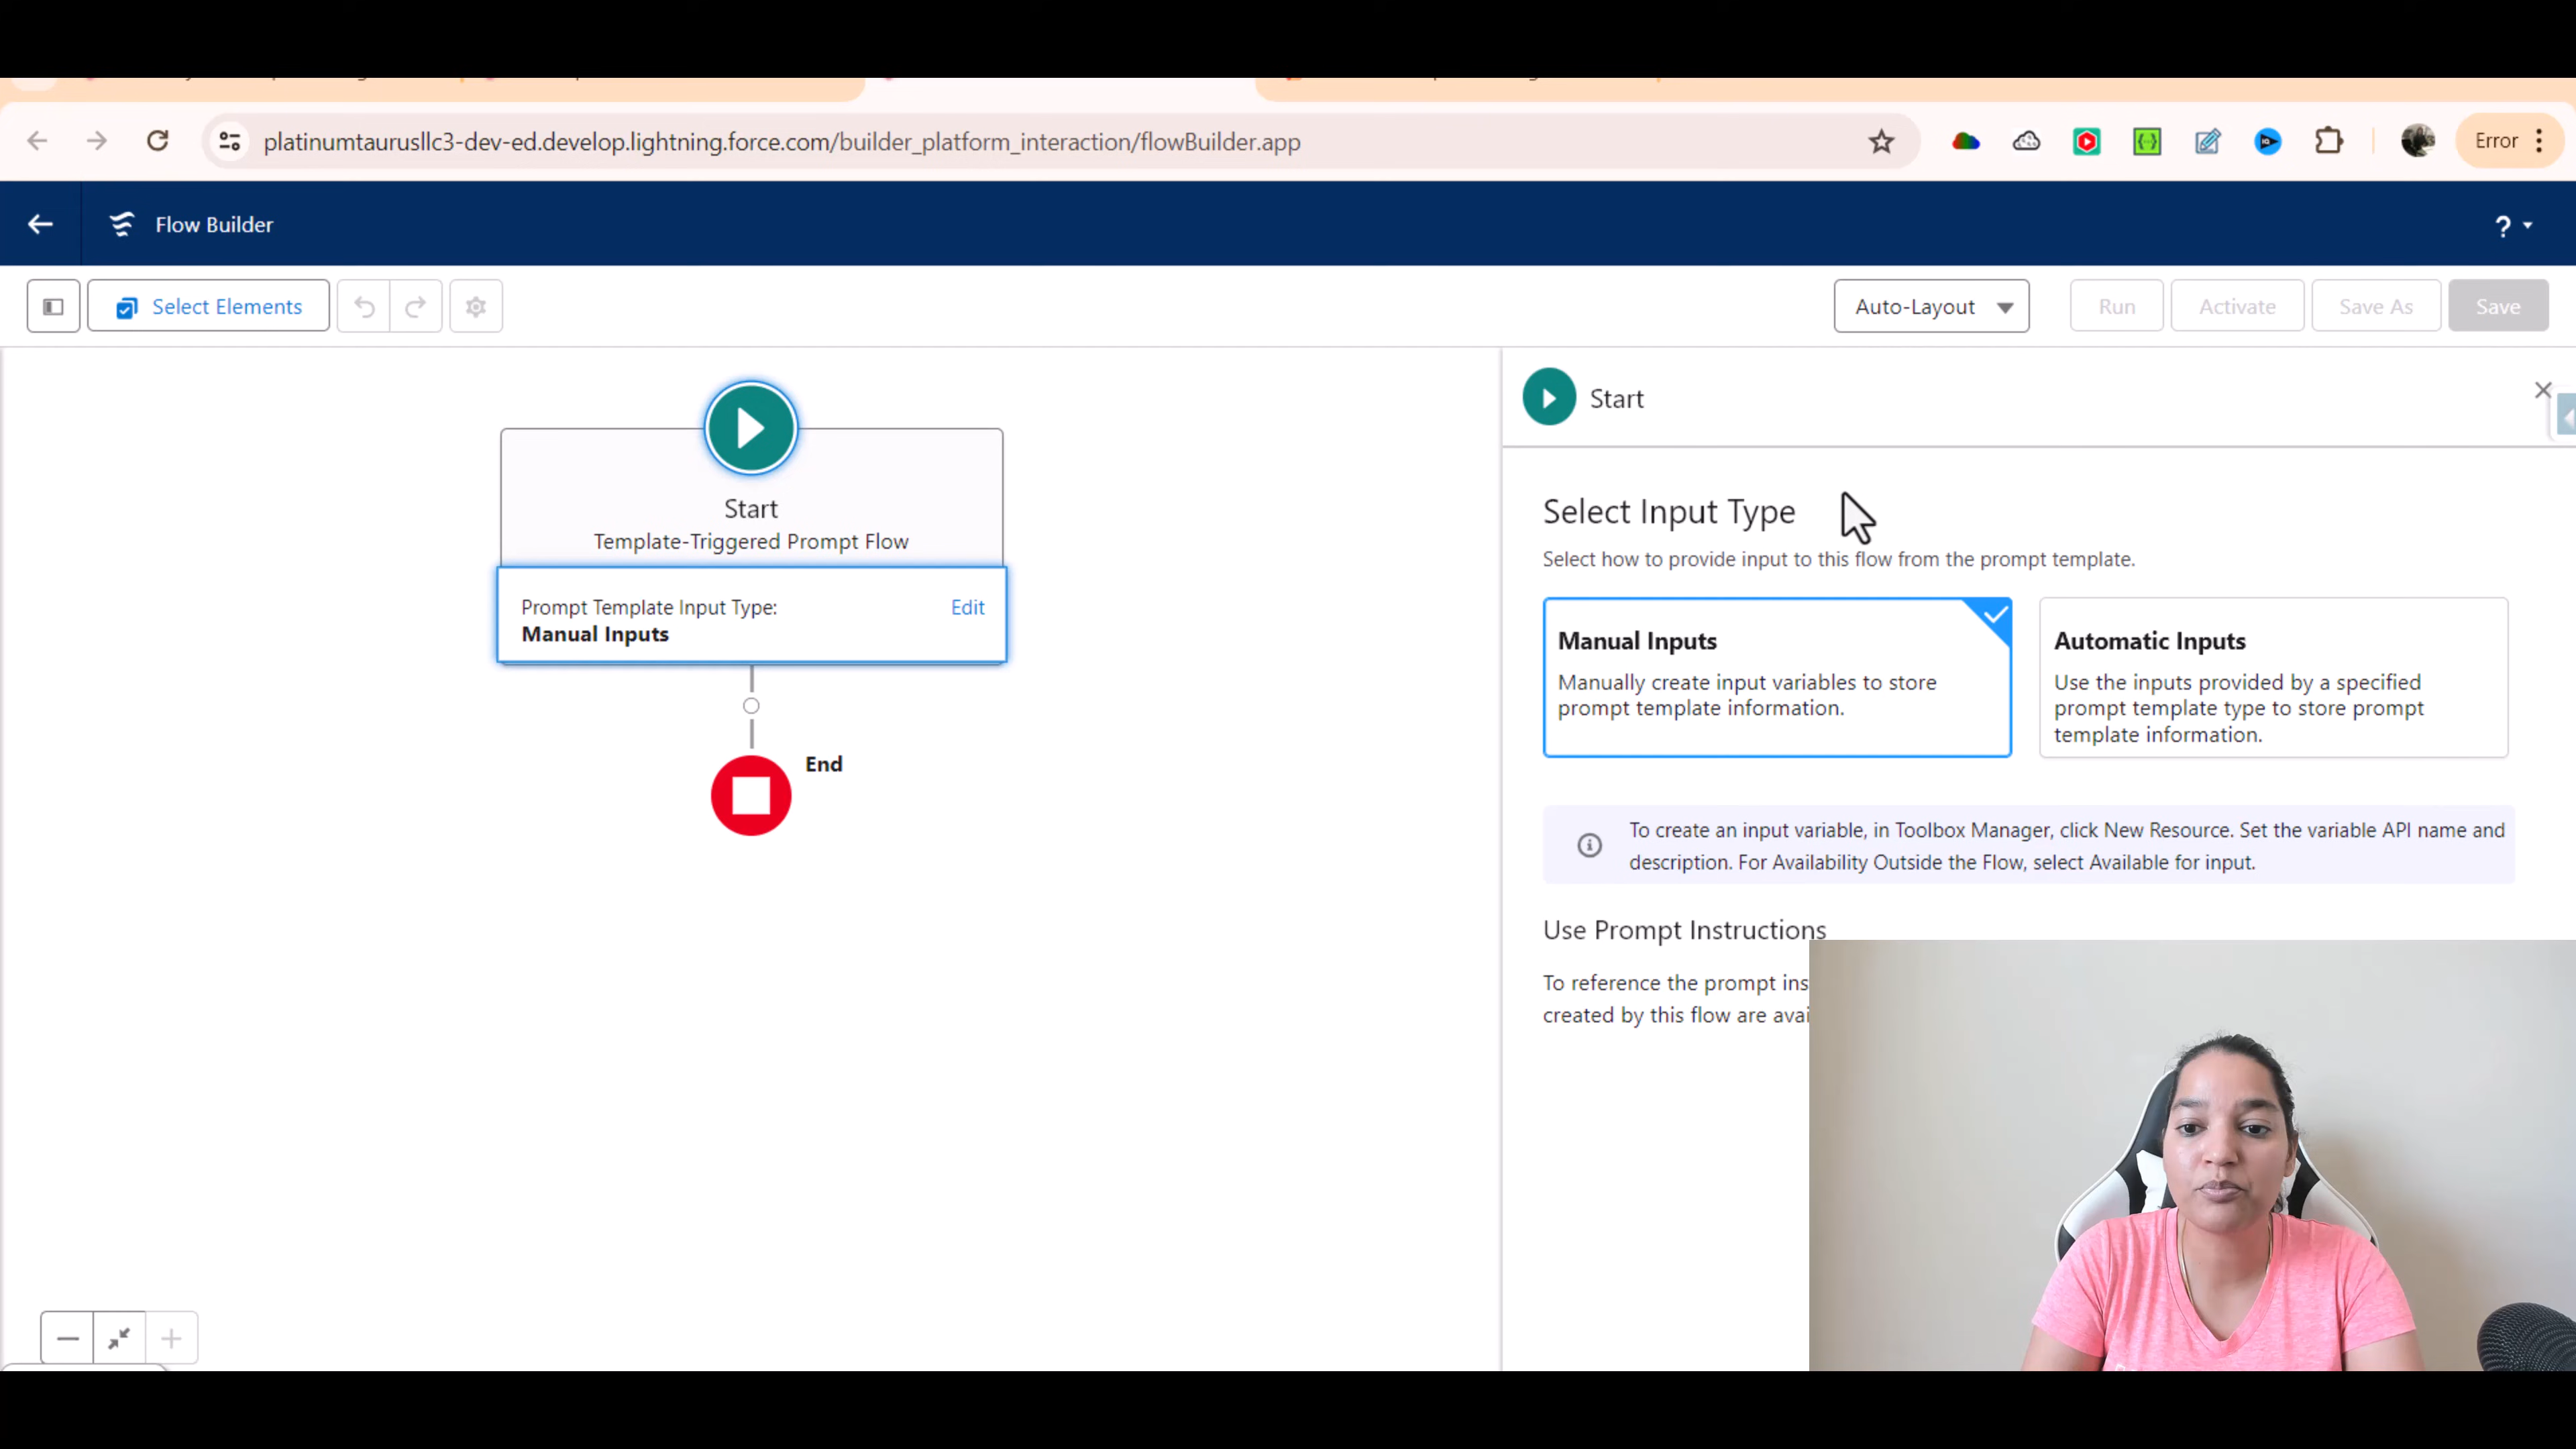 platinumtaurusllc3-dev-ed.develop.lightning.force.com/builder_platform_interaction/flowBuilder.app
Error
Flow Builder
?
Select Elements
Auto-Layout
Run
Activate
Save As
Save
Start
Template-Triggered Prompt Flow
Prompt Template Input Type:
Edit
Manual Inputs
End
Start
Select Input Type
Select how to provide input to this flow from the prompt template.
Manual Inputs
Manually create input variables to store
prompt template information.
Automatic Inputs
Use the inputs provided by a specified
prompt template type to store prompt
template information.
To create an input variable, in Toolbox Manager, click New Resource. Set the variable API name and
description. For Availability Outside the Flow, select Available for input.
Use Prompt Instructions
To reference the prompt
created by this flow are